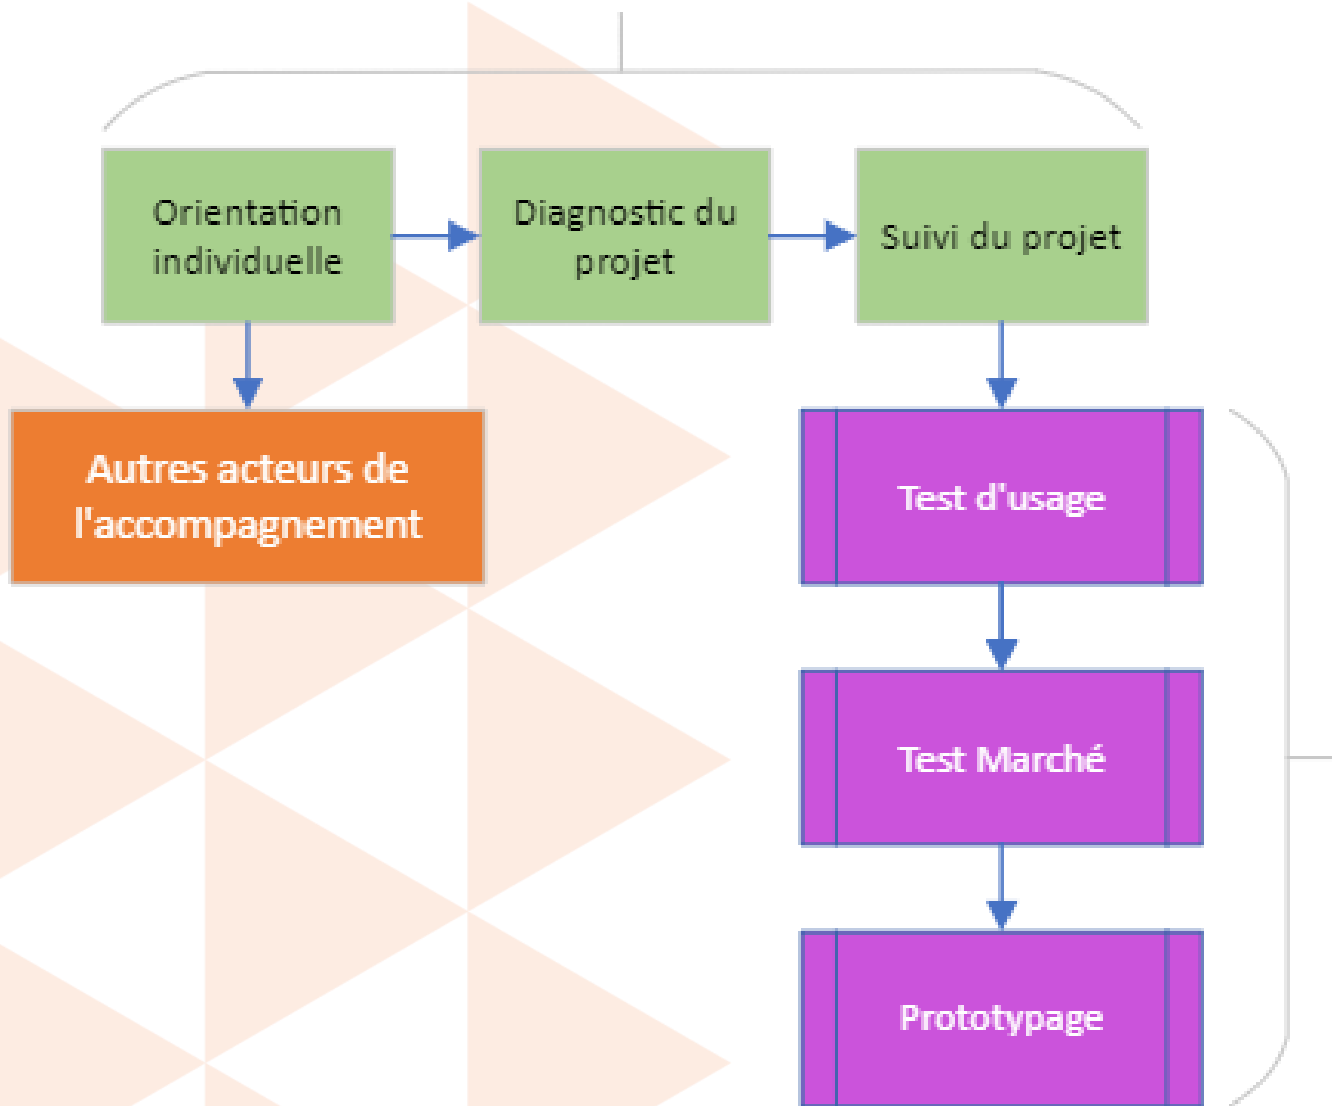 Orientation
individuelle
Diagnostic du
projet
Suivi du projet
Autres acteurs de
l'accompagnement
Test d'usage
Test Marché
Prototypage